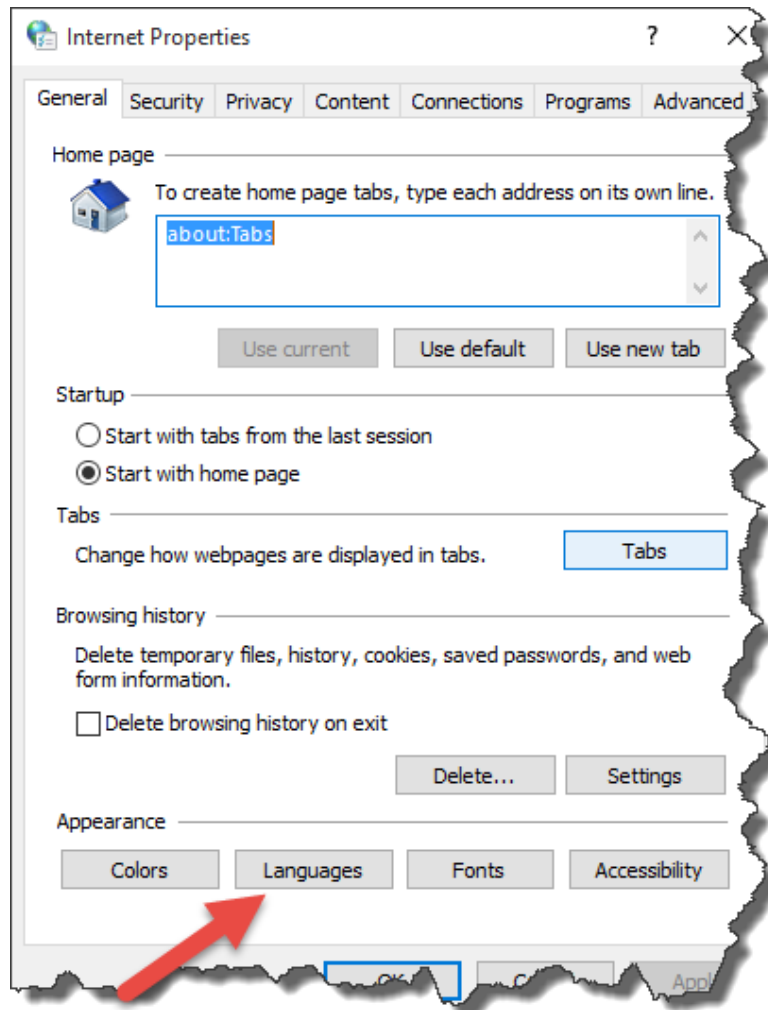 Internet Properties ?
General Security Privacy Content Connections Programs Advanced
Home page
To create home page tabs, type each address on its own line.
about:Tabs
Use current Use default Use new tab
Startup
Start with tabs from the last session
Start with home page
Tabs
Change how webpages are displayed in tabs. Tabs
Browsing history
Delete temporary files, history, cookies, saved passwords, and web
form information.
Delete browsing history on exit
Delete... Settings
Appearance
Colors Languages Fonts Accessibility